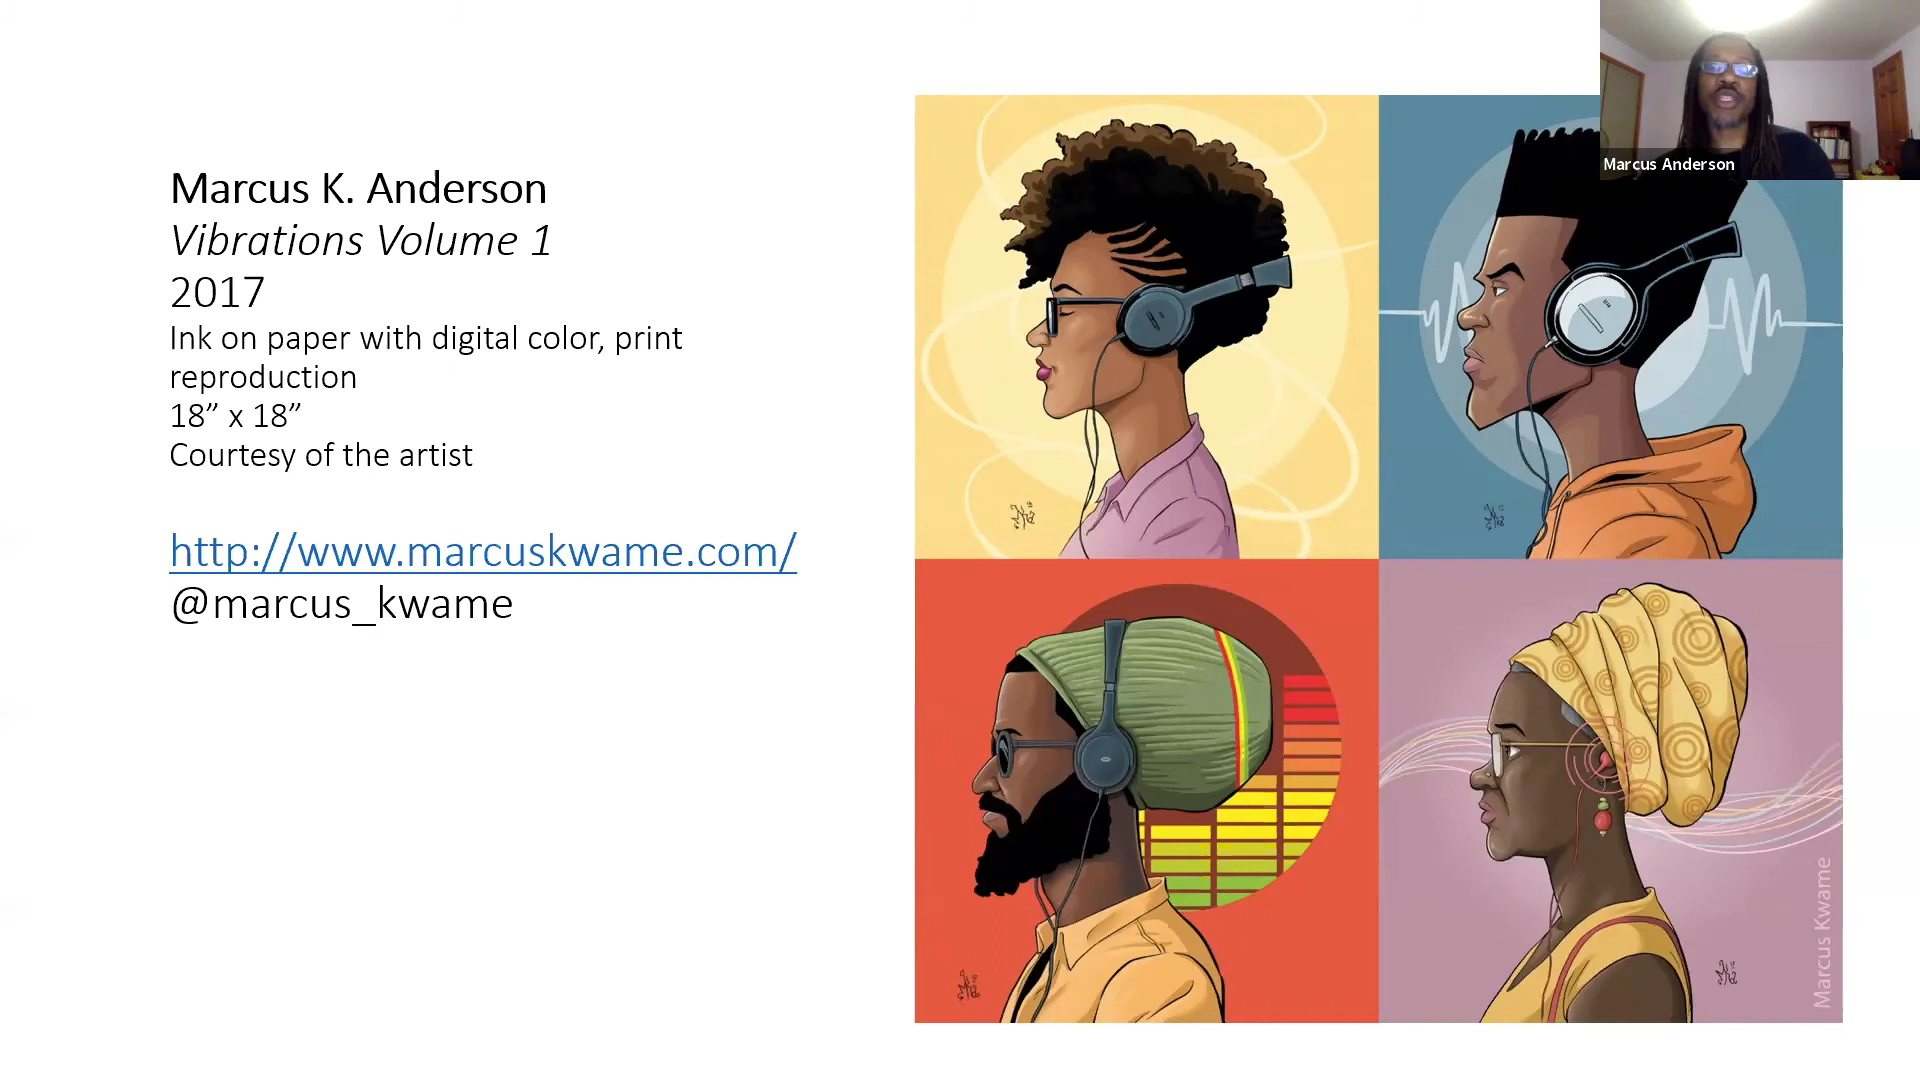 Marcus K. Anderson
Vibrations Volume 1
2017
Ink on paper with digital color, print
reproduction
18” x 18”
Courtesy of the artist
http://www.marcuskwame.com/
@marcus_kwame
Marcus Anderson
Marcus Kwame